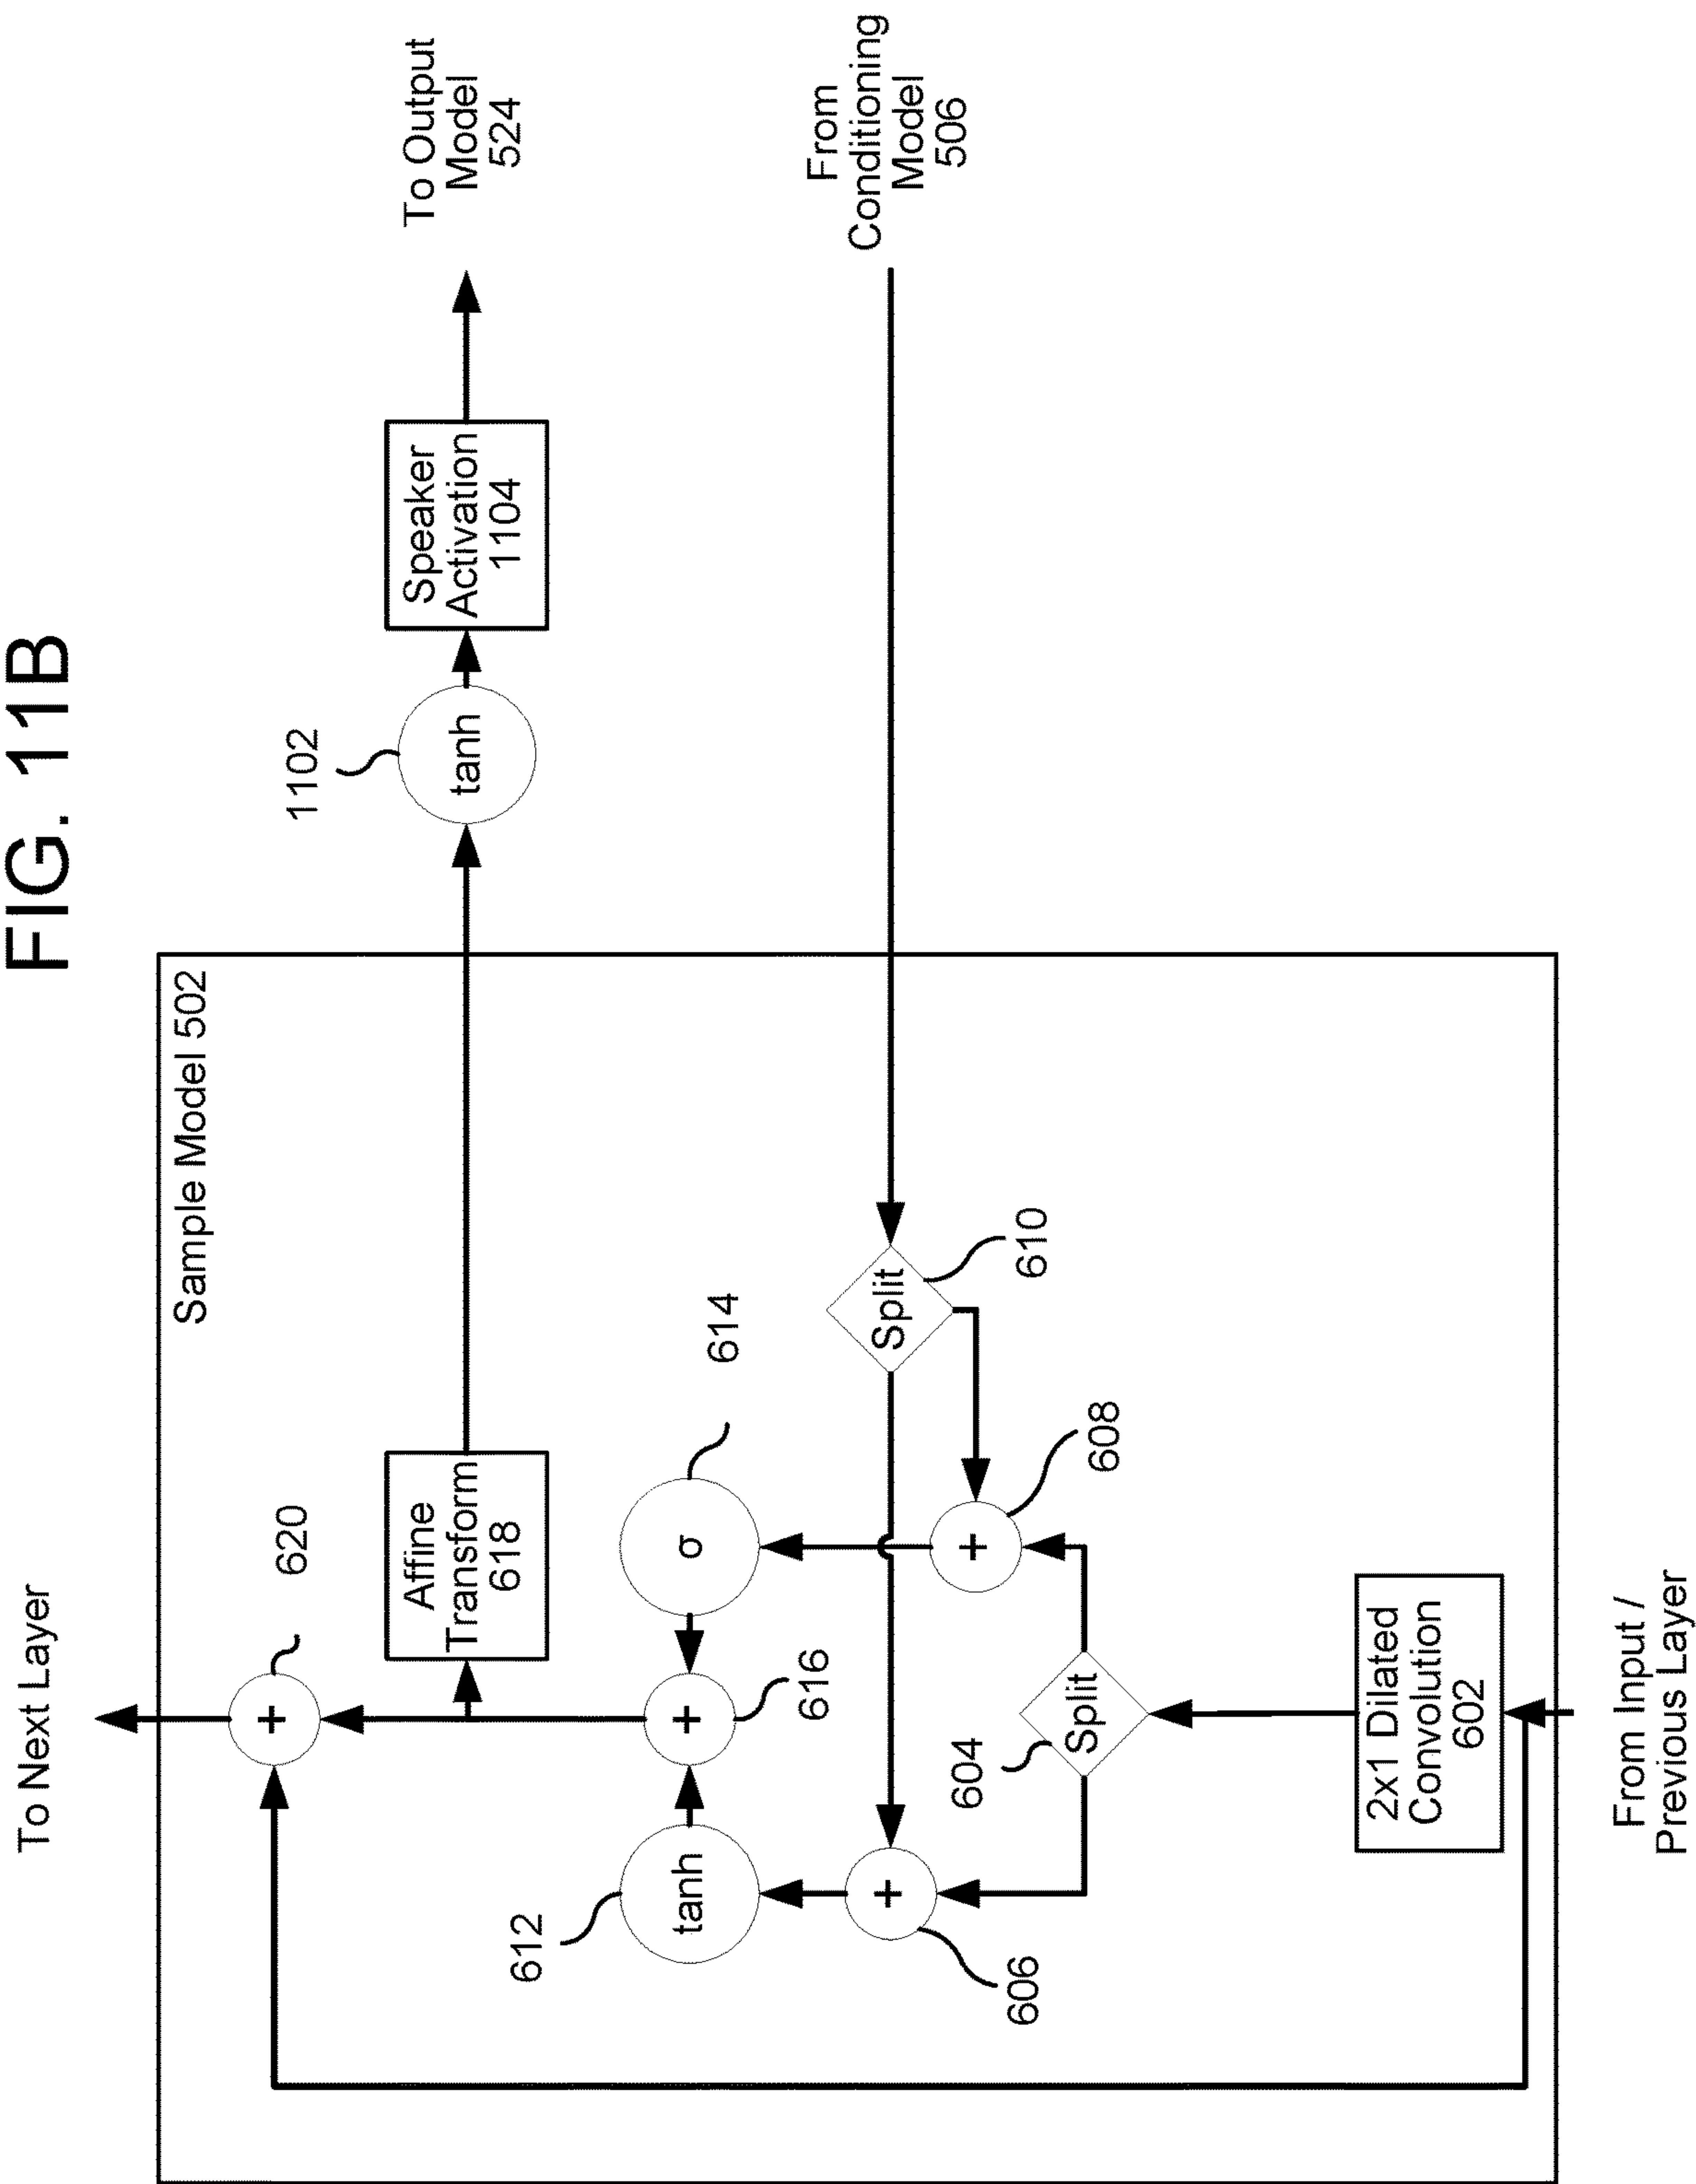 FIG. 11B
To Next Layer
Sample Model 502
620
+
Affine
Transform
618
1102
tanh
Speaker
Activation
1104
To Output
Model
524
612
tanh
+
616
σ
614
606
+
+
608
Split
610
From
Conditioning
Model
506
604
Split
2x1 Dilated
Convolution
602
From Input /
Previous Layer